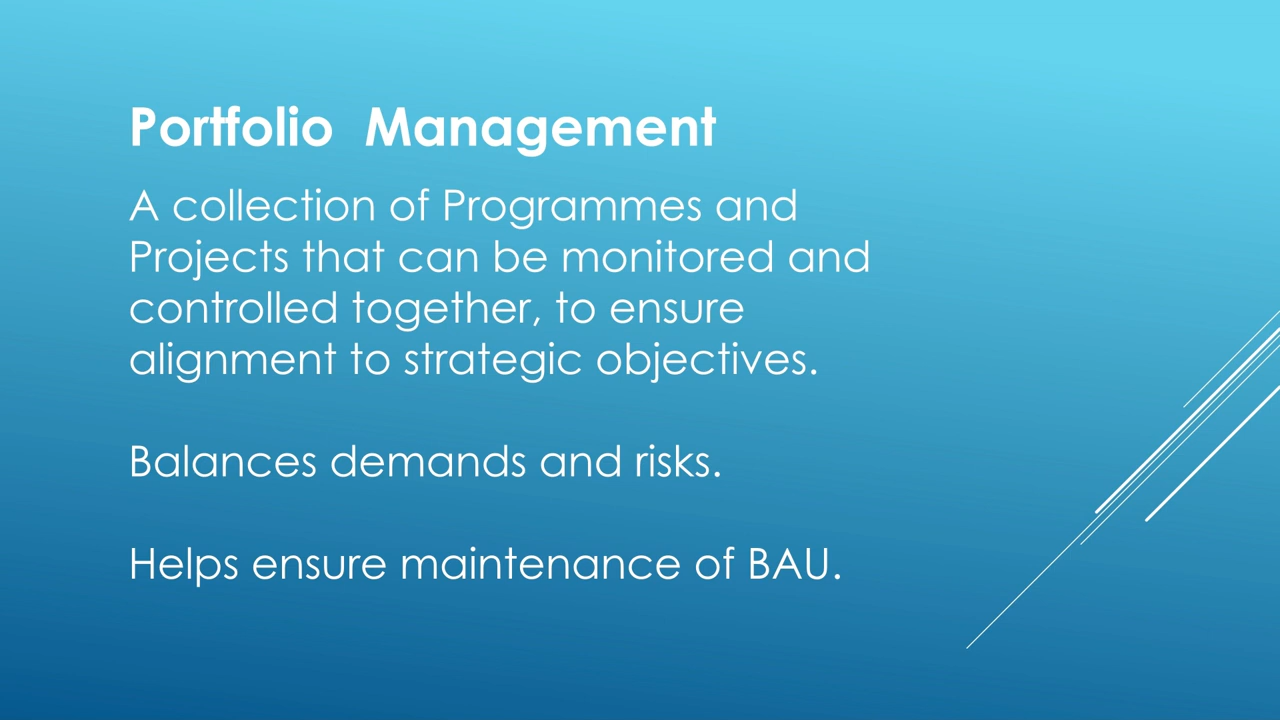 Portfolio  Management
A collection of Programmes and
Projects that can be monitored and
controlled together, to ensure
alignment to strategic objectives.
Balances demands and risks.
Helps ensure maintenance of BAU.